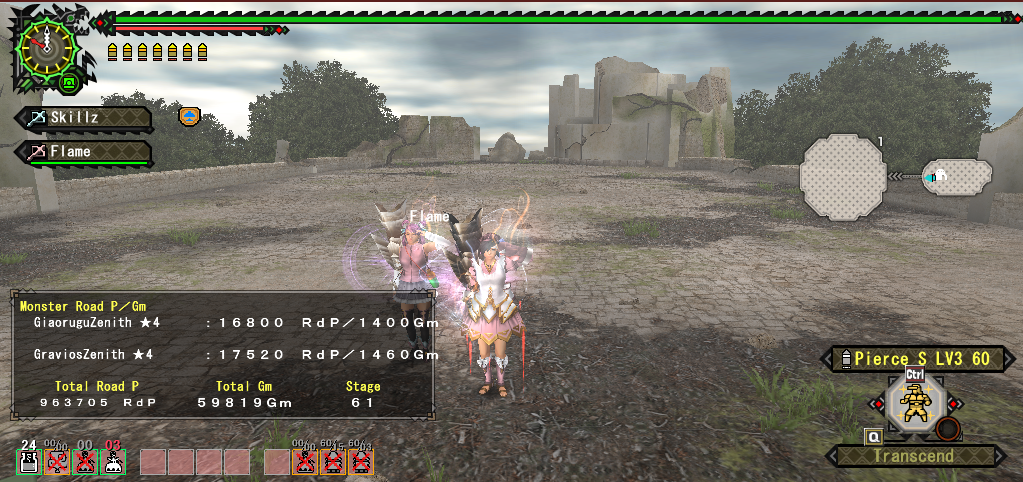 Skillz
Flame
1
Flame
Monster Road P/Gm
GiaoruguZenith ★4 :16800 RdP/1400Gm
GraviosZenith ★4 :17520 RdP/1460Gm
Total Road P Total Gm Stage
963705 RdP 59819Gm 61
Pierce S LV3 60
Ctrl
Q
Transcend
24 00 03